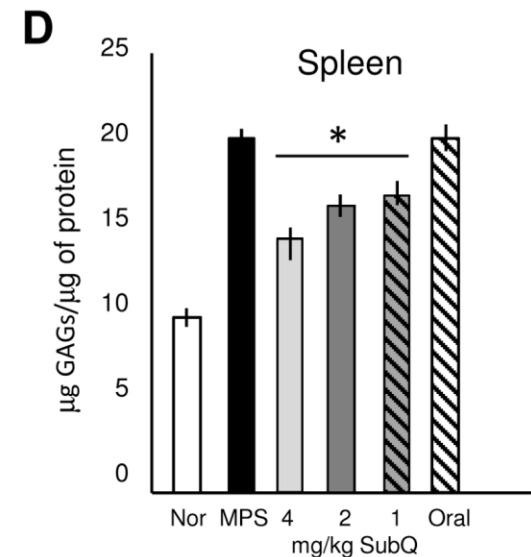 D
Spleen
25
20
15
10
5
0
µg GAGs/µg of protein
*
Nor MPS 4 2 1 Oral
mg/kg SubQ